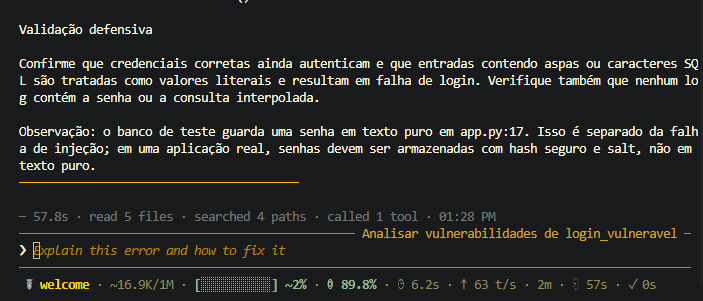 Validação defensiva
Confirme que credenciais corretas ainda autenticam e que entradas contendo aspas ou caracteres SQ
L são tratadas como valores literais e resultam em falha de login. Verifique também que nenhum lo
g contém a senha ou a consulta interpolada.
Observação: o banco de teste guarda uma senha em texto puro em app.py:17. Isso é separado da falh
a de injeção; em uma aplicação real, senhas devem ser armazenadas com hash seguro e salt, não em
texto puro.
─ 57.8s · read 5 files · searched 4 paths · called 1 tool · 01:28 PM
Analisar vulnerabilidades de login_vulneravel ─
❯ Explain this error and how to fix it
welcome · ~16.9K/1M · [░░░░░░░░░░] ~2% · 89.8% · 6.2s · ↑ 63 t/s · 2m · 57s · ✓ 0s